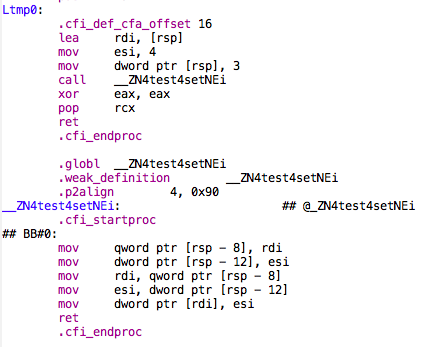 Ltmp0:
.cfi_def_cfa_offset 16
lea rdi, [rsp]
mov esi, 4
mov dword ptr [rsp], 3
call __ZN4test4setNEi
xor eax, eax
pop rcx
ret
.cfi_endproc
.globl __ZN4test4setNEi
.weak_definition __ZN4test4setNEi
.p2align 4, 0x90
__ZN4test4setNEi: ## @_ZN4test4setNEi
.cfi_startproc
## BB#0:
mov qword ptr [rsp - 8], rdi
mov dword ptr [rsp - 12], esi
mov rdi, qword ptr [rsp - 8]
mov esi, dword ptr [rsp - 12]
mov dword ptr [rdi], esi
ret
.cfi_endproc